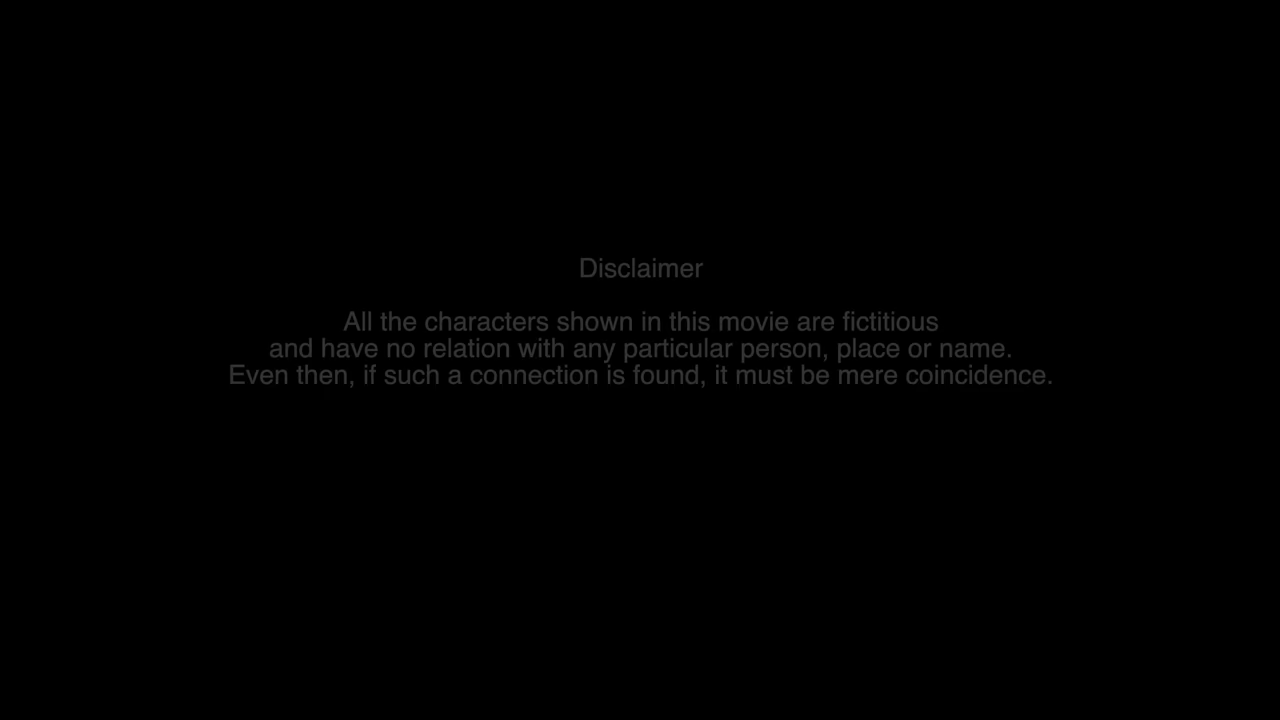 Disclaimer
All the characters shown in this movie are fictitious
and have no relation with any particular person, place or name.
Even then, if such a connection is found, it must be mere coincidence.